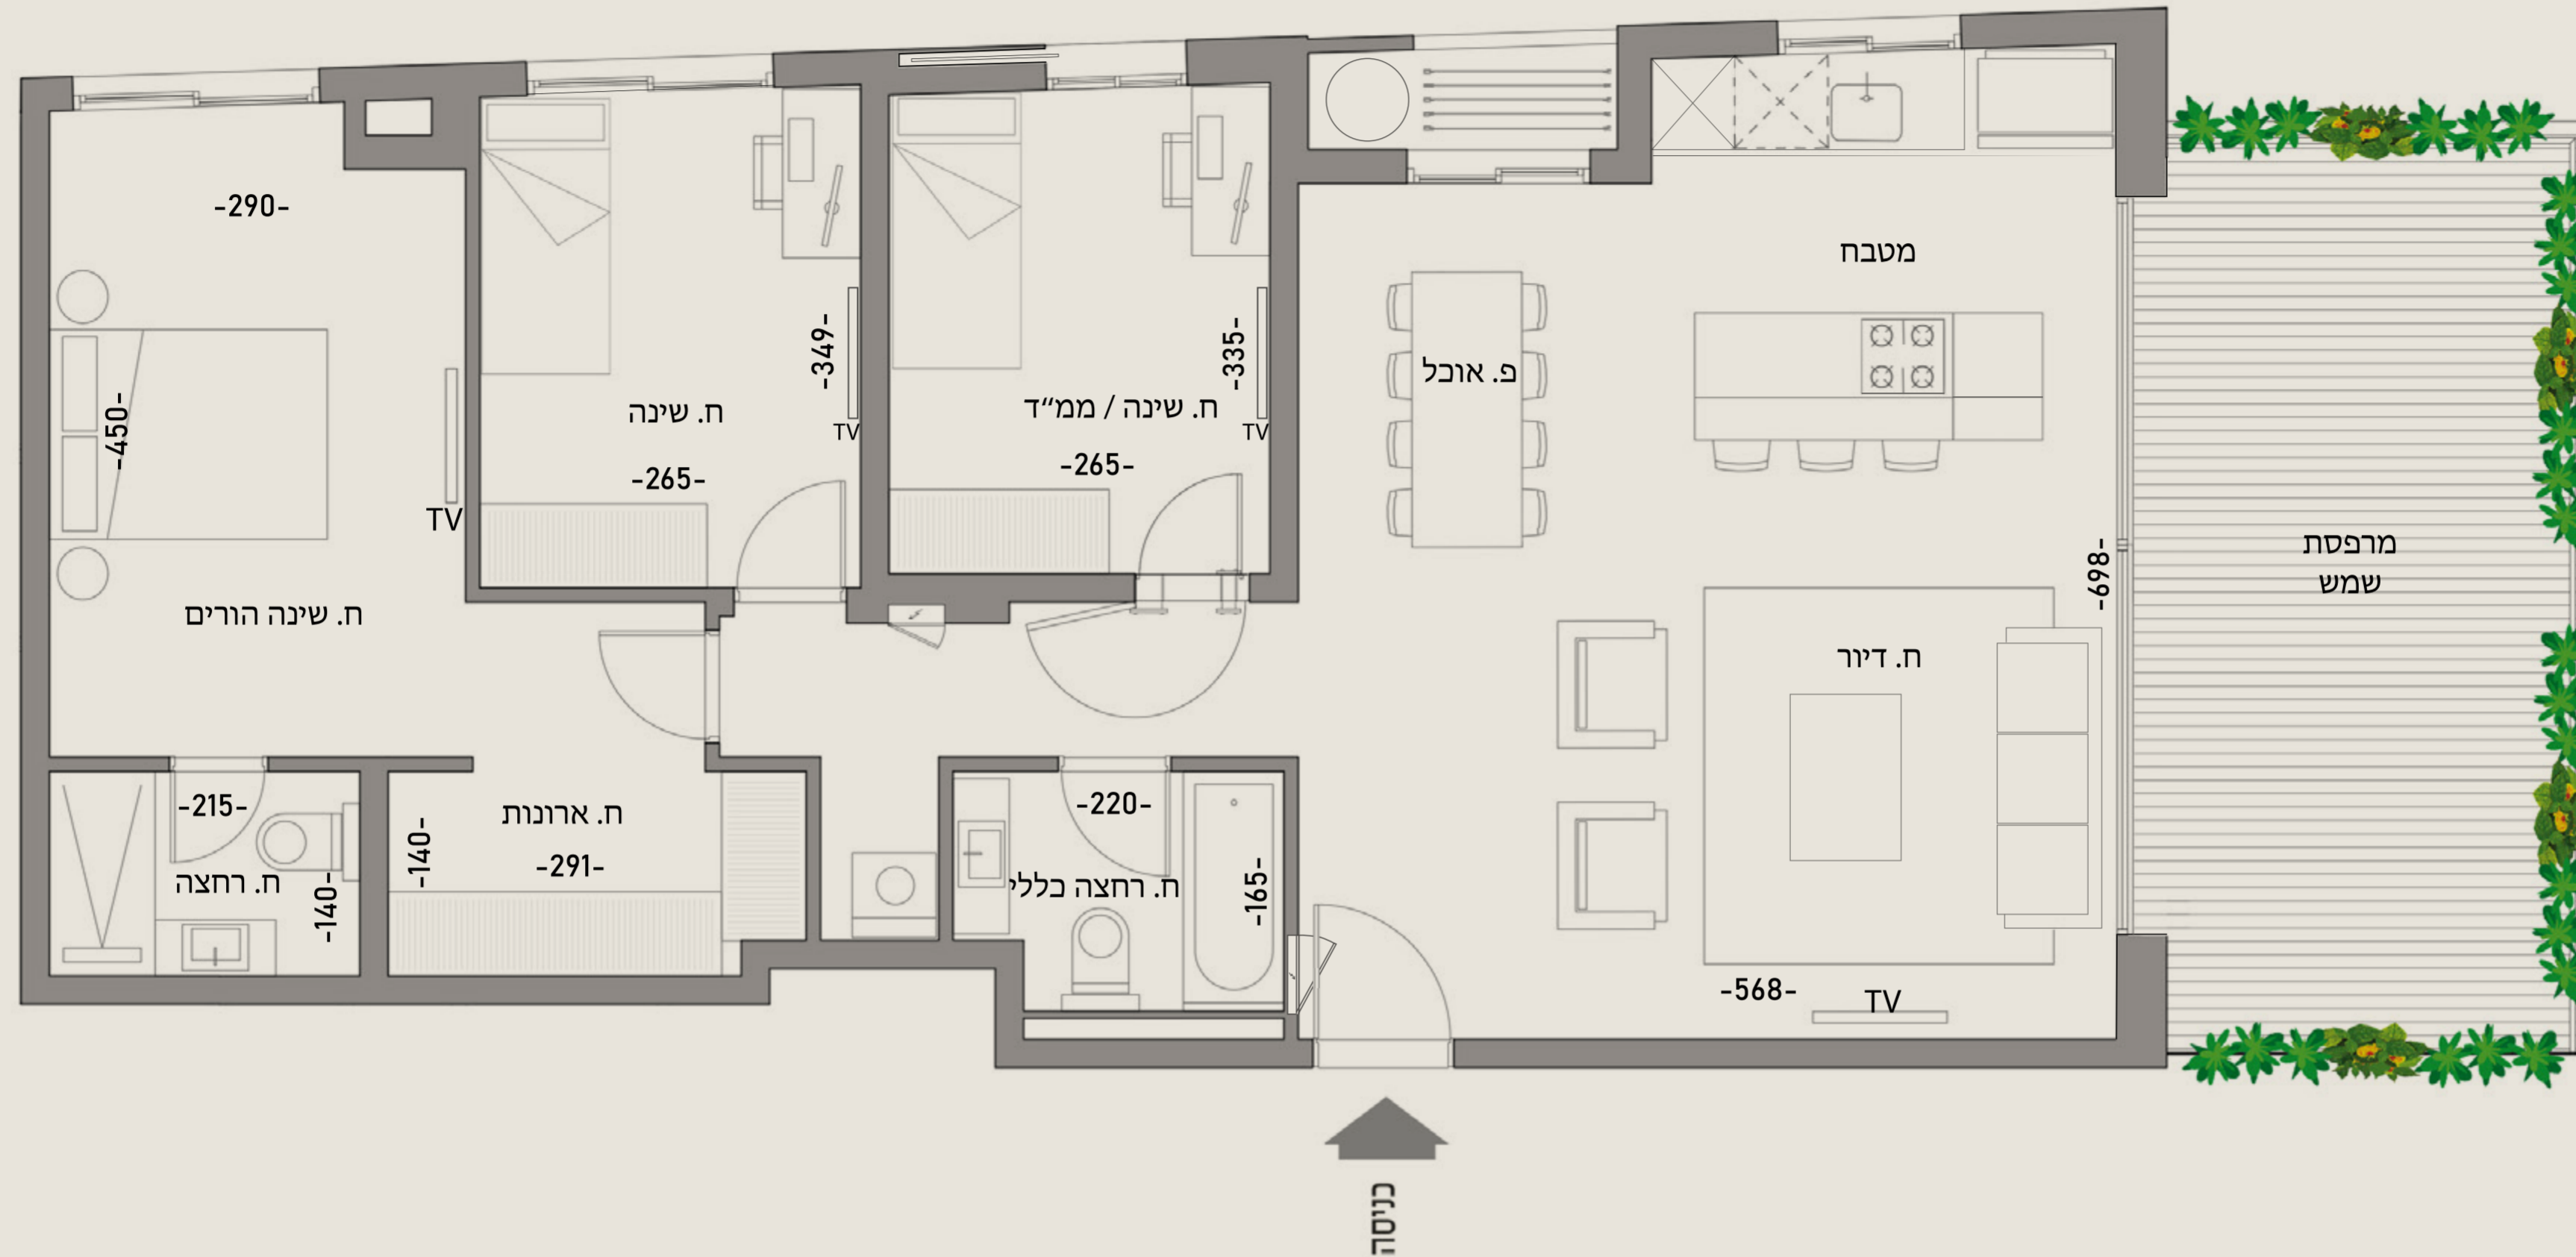 -290-
-450-
TV
ח. שינה הורים
-349-
TV
ח. שינה
-265-
-335-
TV
ח. שינה / ממ״ד
-265-
פ. אוכל
מטבח
-698-
מרפסת
שמש
ח. דיור
-568-
TV
-215-
ח. רחצה
-140-
-140-
ח. ארונות
-291-
-220-
ח. רחצה כללי
-165-
כניסה